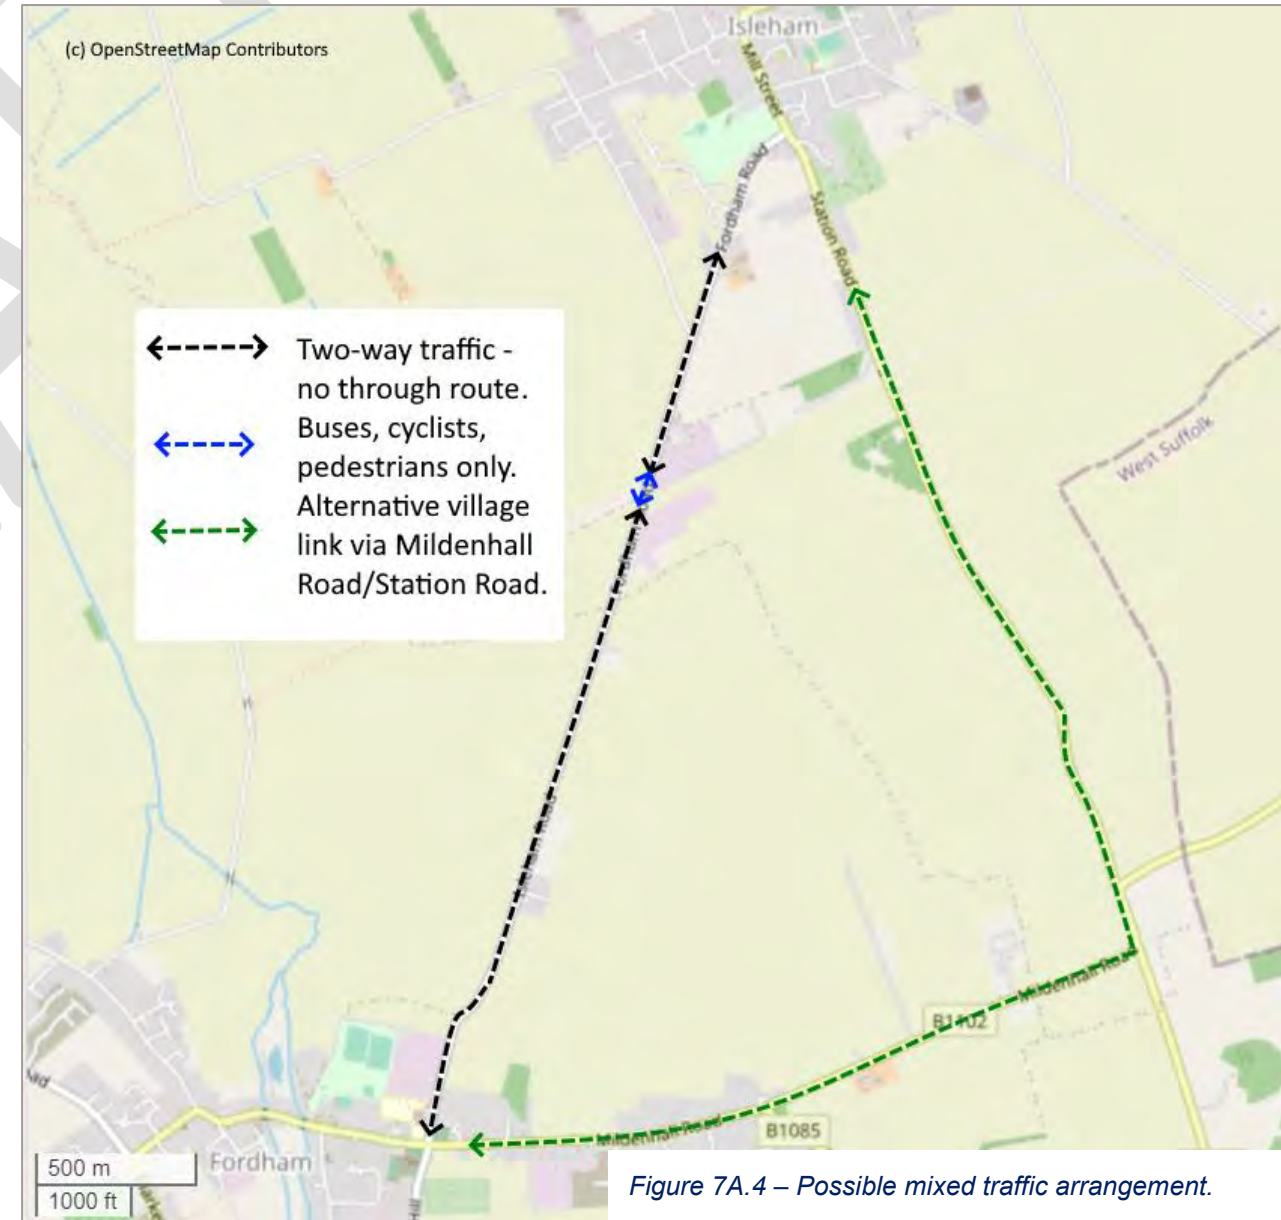 (c) OpenStreetMap Contributors
Isleham
Mill Street
Fordham Road
Station Road
Two-way traffic -
no through route.
Buses, cyclists,
pedestrians only.
Alternative village
link via Mildenhall
Road/Station Road.
West Suffolk
Mildenhall Road
B1102
Mildenhall Road
B1085
Fordham
500 m
1000 ft
Figure 7A.4 – Possible mixed traffic arrangement.